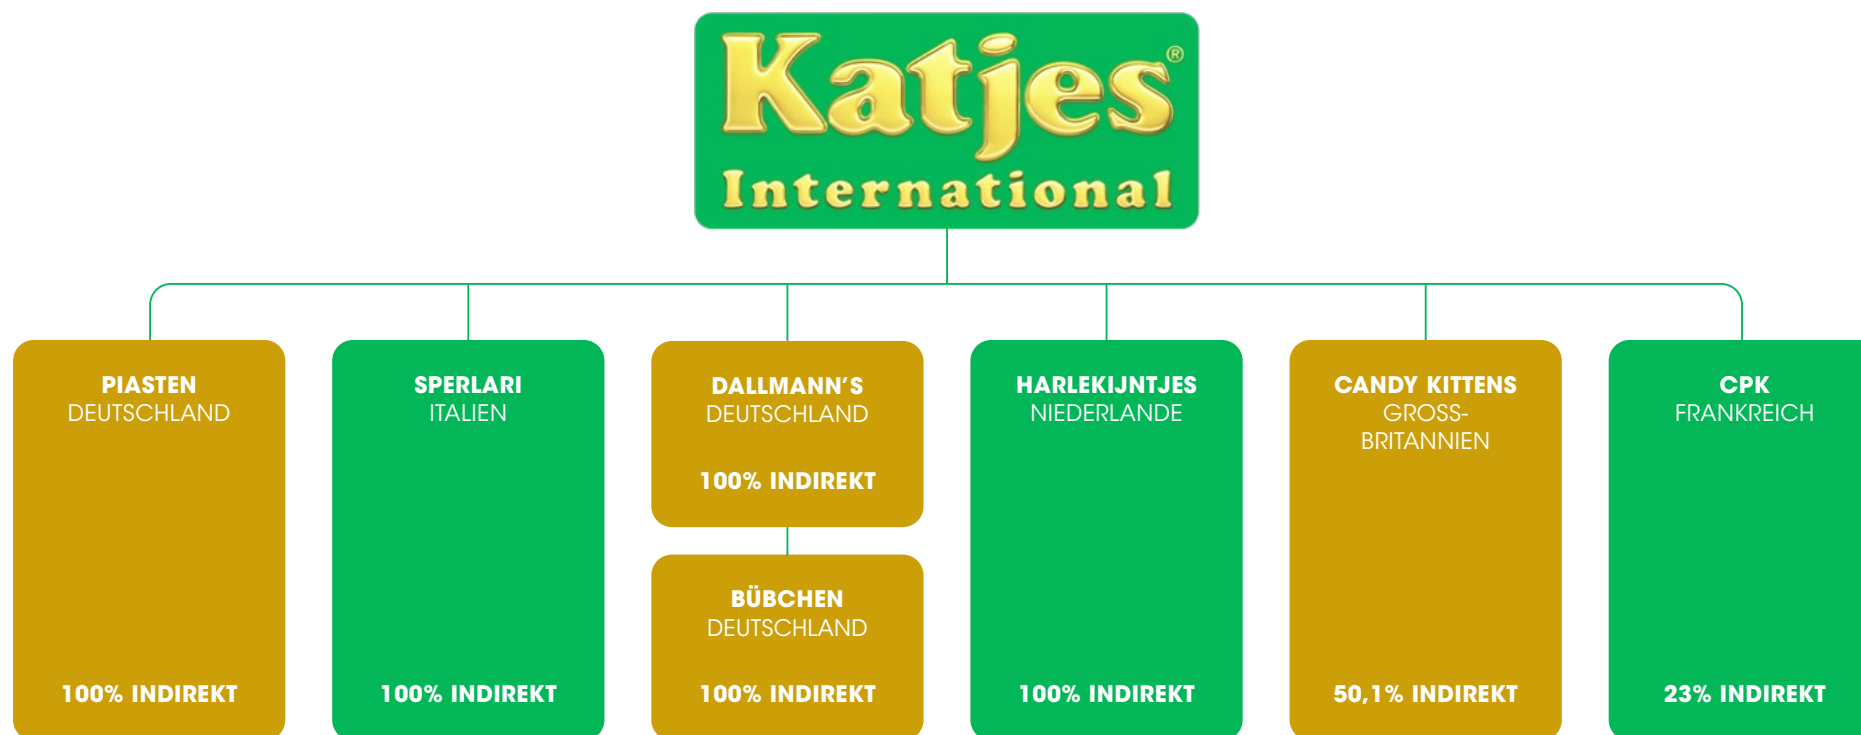 Katjes®
International
PIASTEN
DEUTSCHLAND
100% INDIREKT
SPERLARI
ITALIEN
100% INDIREKT
DALLMANN’S
DEUTSCHLAND
100% INDIREKT
BÜBCHEN
DEUTSCHLAND
100% INDIREKT
HARLEKIJNTJES
NIEDERLANDE
100% INDIREKT
CANDY KITTENS
GROSS-
BRITANNIEN
50,1% INDIREKT
CPK
FRANKREICH
23% INDIREKT